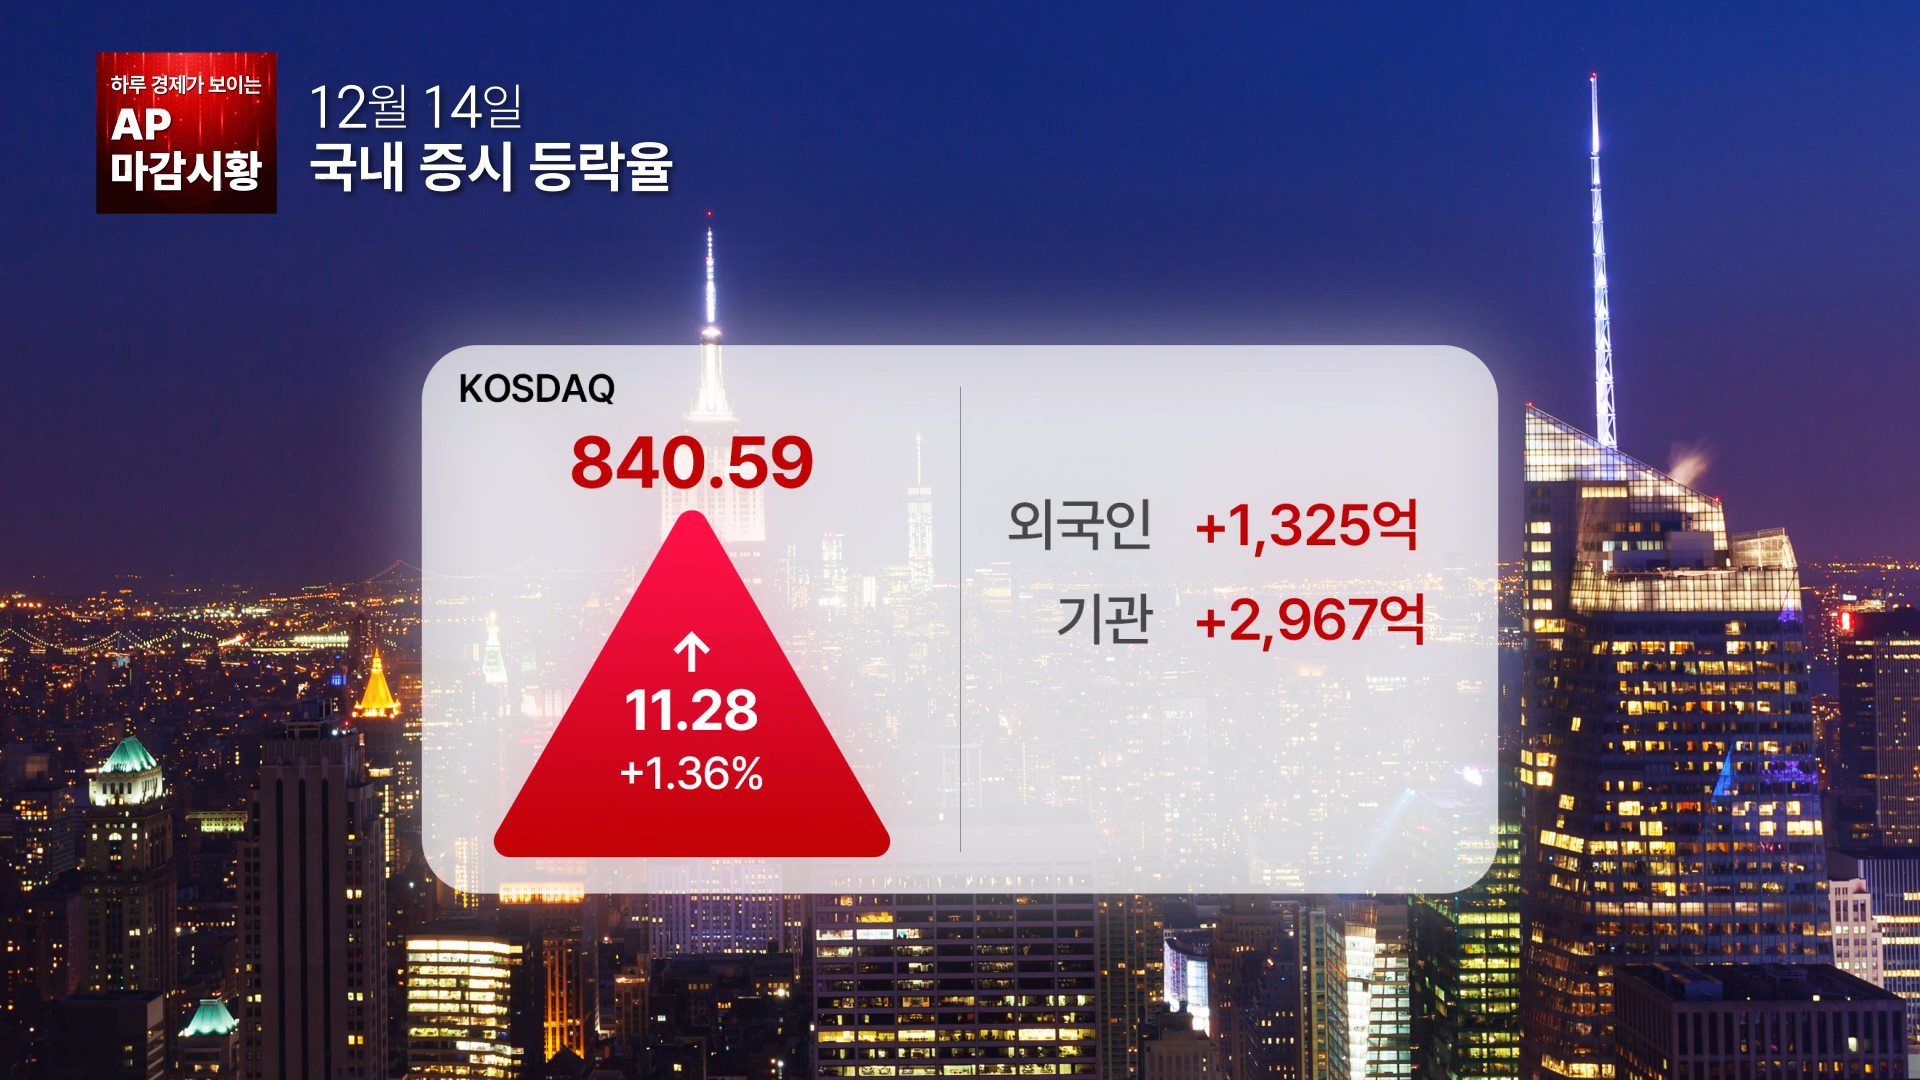 하루 경제가 보이는
AP
마감시황
12월 14일
국내 증시 등락율
KOSDAQ
840.59
↑
11.28
+1.36%
외국인 +1,325억
기관 +2,967억